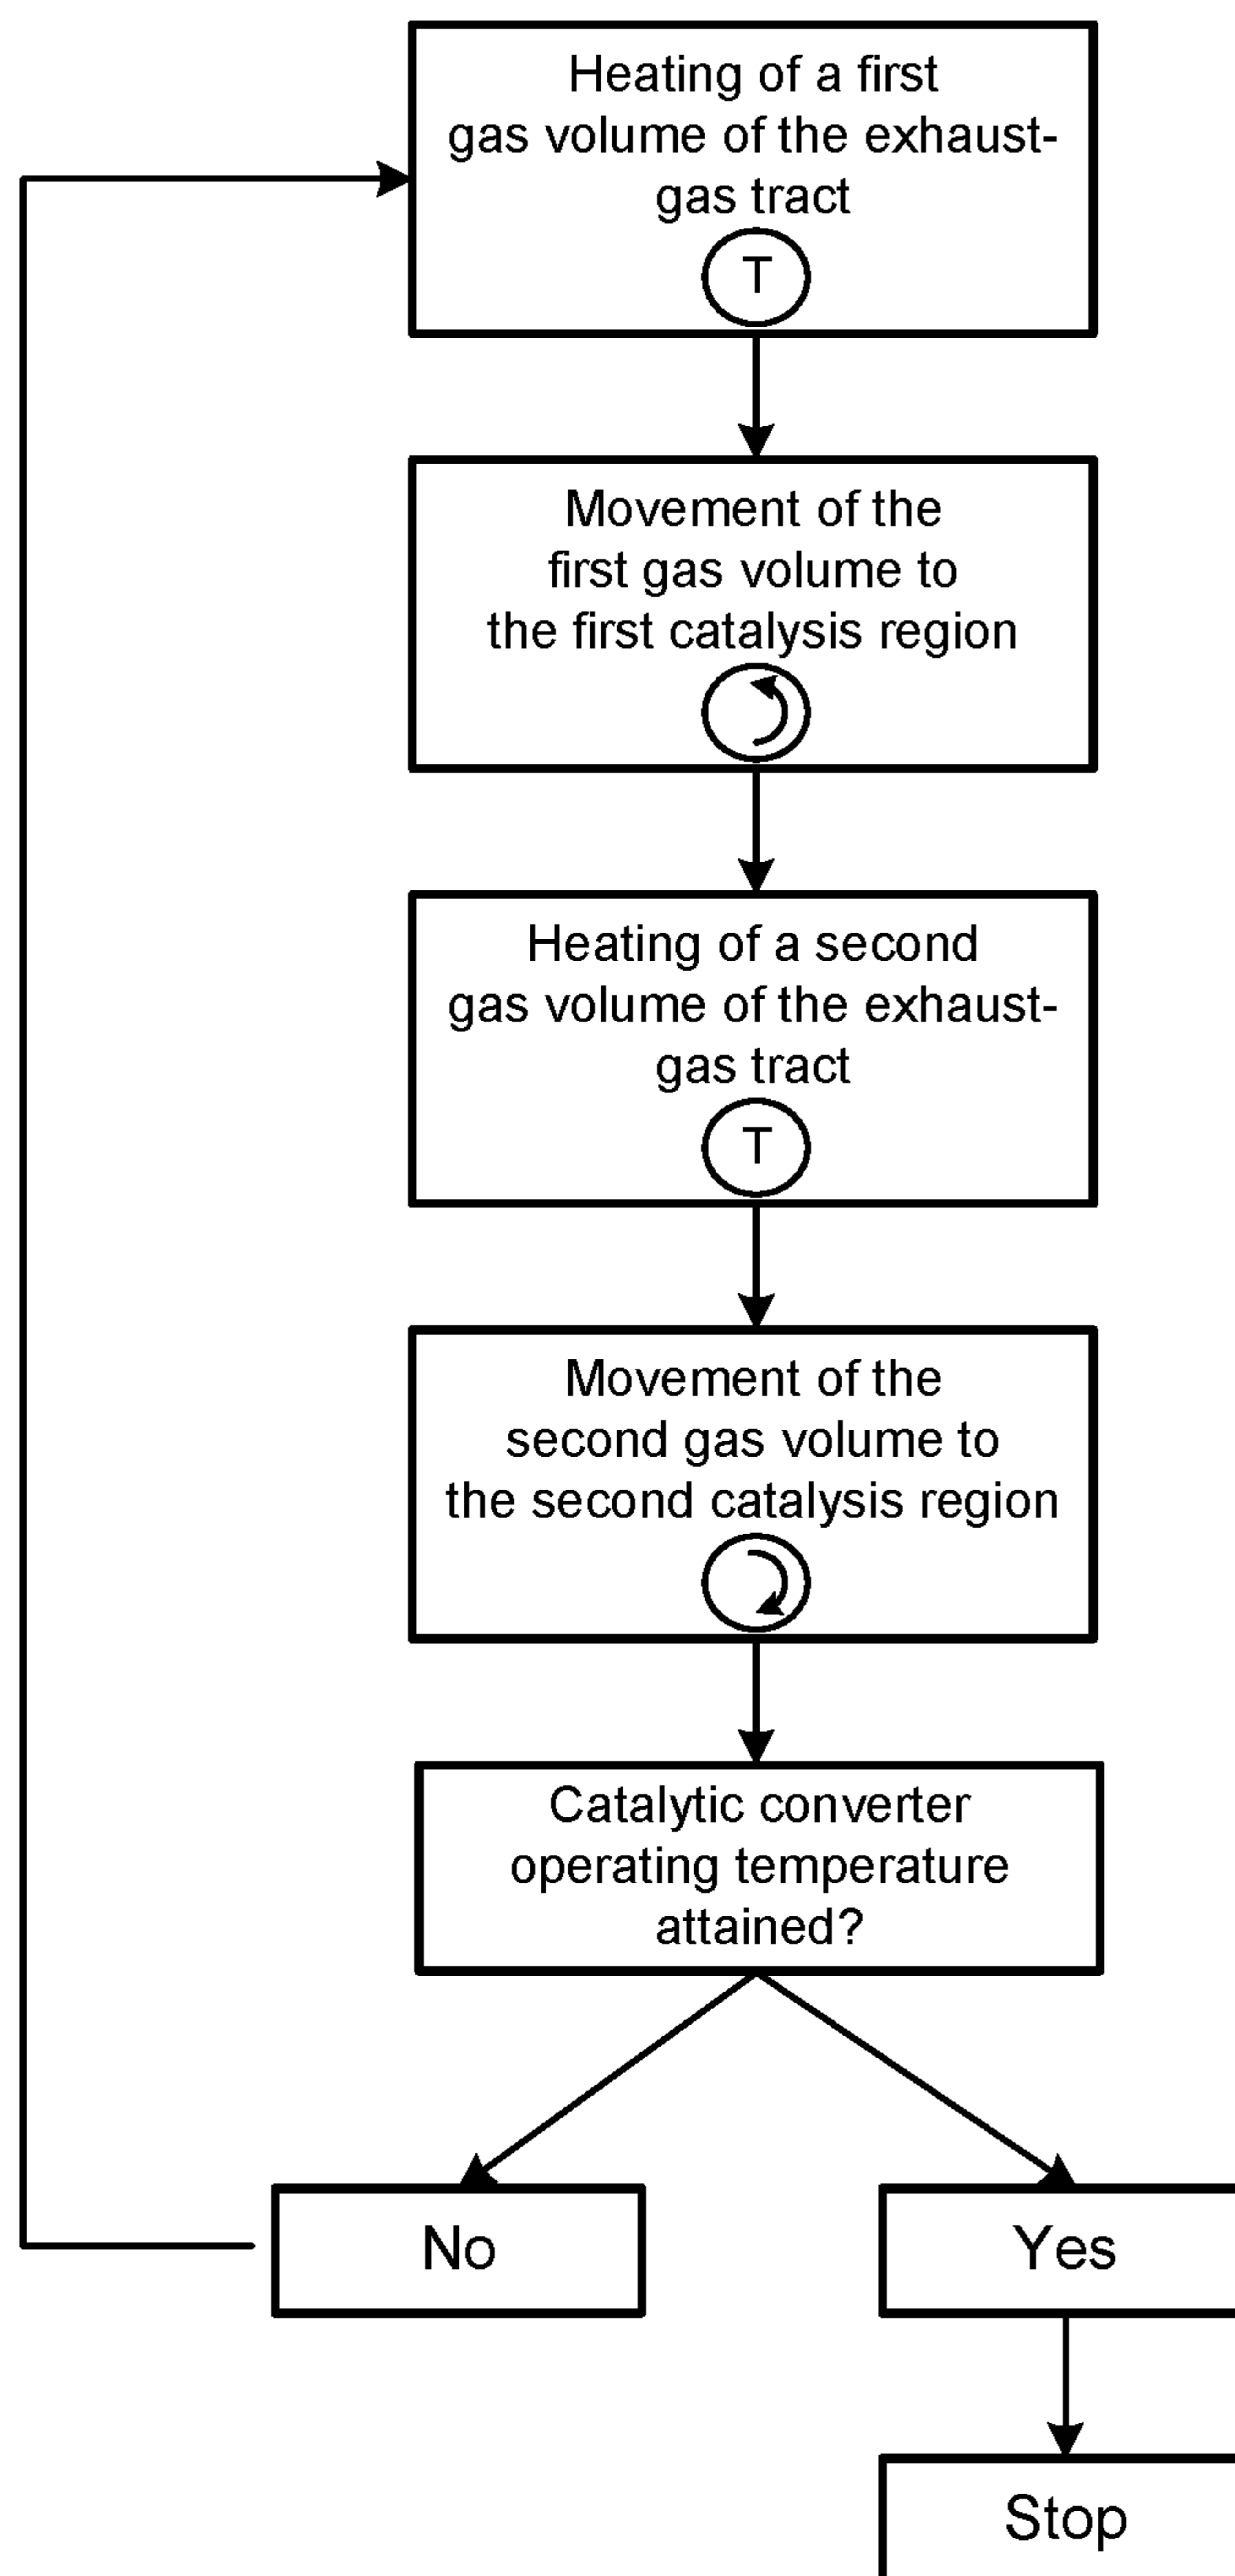 Heating of a first
gas volume of the exhaust-
gas tract
T
Movement of the
first gas volume to
the first catalysis region
Heating of a second
gas volume of the exhaust-
gas tract
T
Movement of the
second gas volume to
the second catalysis region
Catalytic converter
operating temperature
attained?
No
Yes
Stop